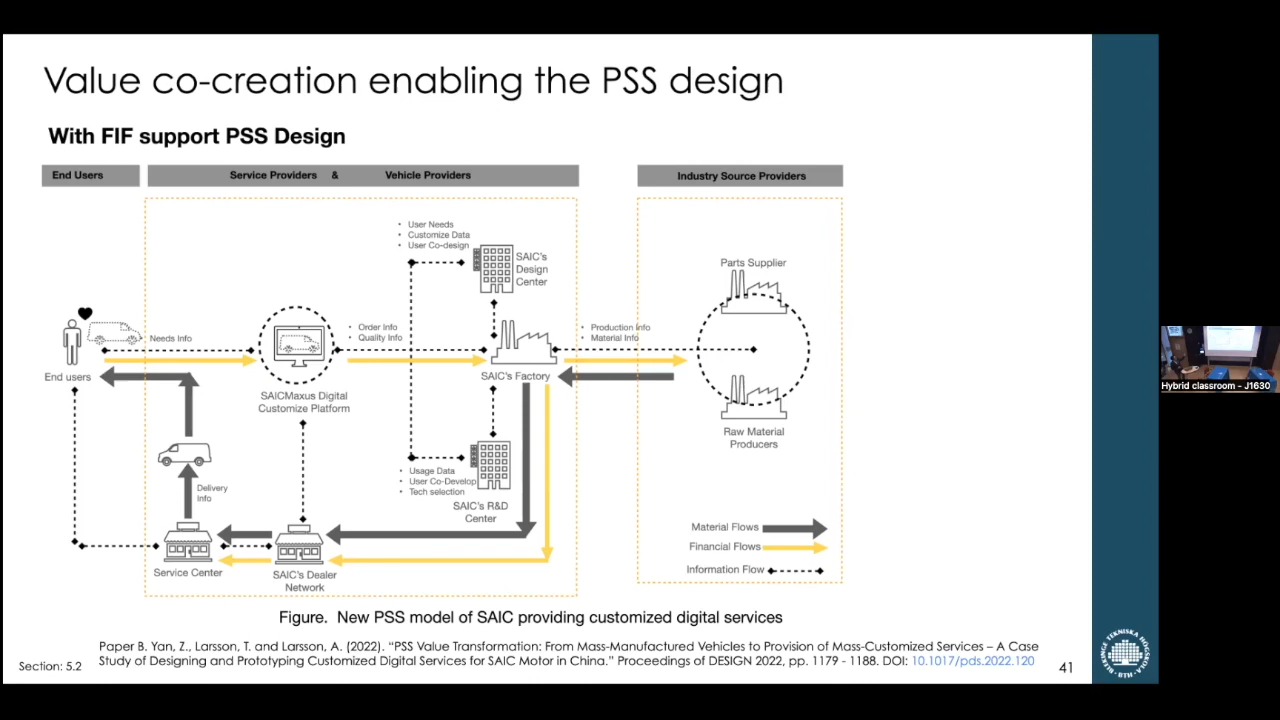 Value co-creation enabling the PSS design
With FIF support PSS Design
End Users
Service Providers & Vehicle Providers
Industry Source Providers
• User Needs
• Customize Data
• User Co-design
SAIC's
Design
Center
Parts Supplier
Needs Info
• Order Info
• Quality Info
• Production Info
• Material Info
End users
SAIC's Factory
SAICMaxus Digital
Customize Platform
Raw Material
Producers
• Usage Data
• User Co-Develop
• Tech selection
Delivery
Info
SAIC's R&D
Center
Service Center
SAIC's Dealer
Network
Material Flows
Financial Flows
Information Flow
Figure. New PSS model of SAIC providing customized digital services
Paper B. Yan, Z., Larsson, T. and Larsson, A. (2022). “PSS Value Transformation: From Mass-Manufactured Vehicles to Provision of Mass-Customized Services – A Case
Study of Designing and Prototyping Customized Digital Services for SAIC Motor in China.” Proceedings of DESIGN 2022, pp. 1179 - 1188. DOI: 10.1017/pds.2022.120
Section: 5.2
41
BLEKINGE TEKNISKA HÖGSKOLA
BTH
Hybrid classroom - J1630